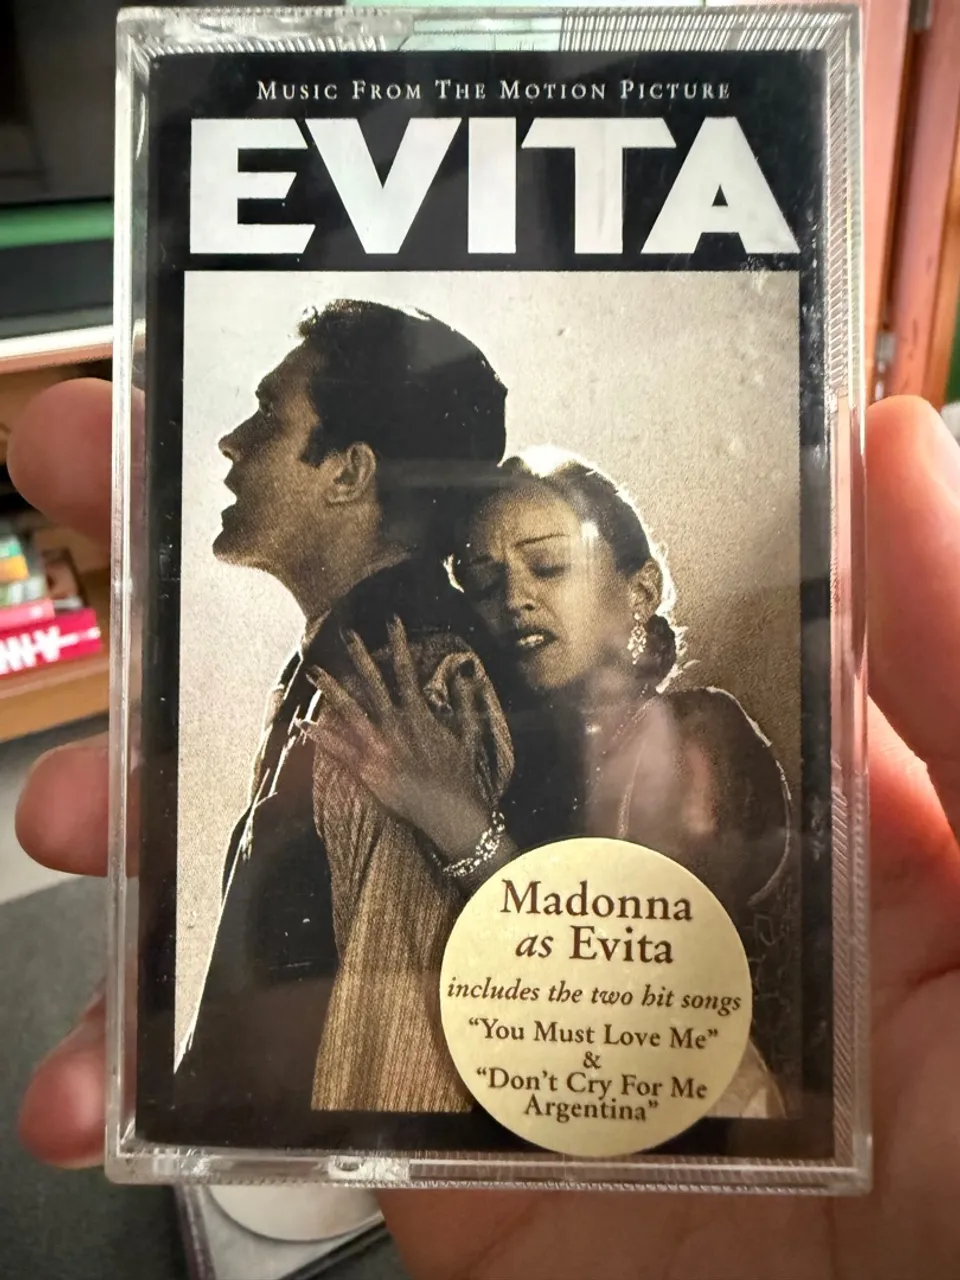 Music From The Motion Picture
EVITA
Madonna
as Evita
includes the two hit songs
“You Must Love Me”
&
“Don’t Cry For Me
Argentina”